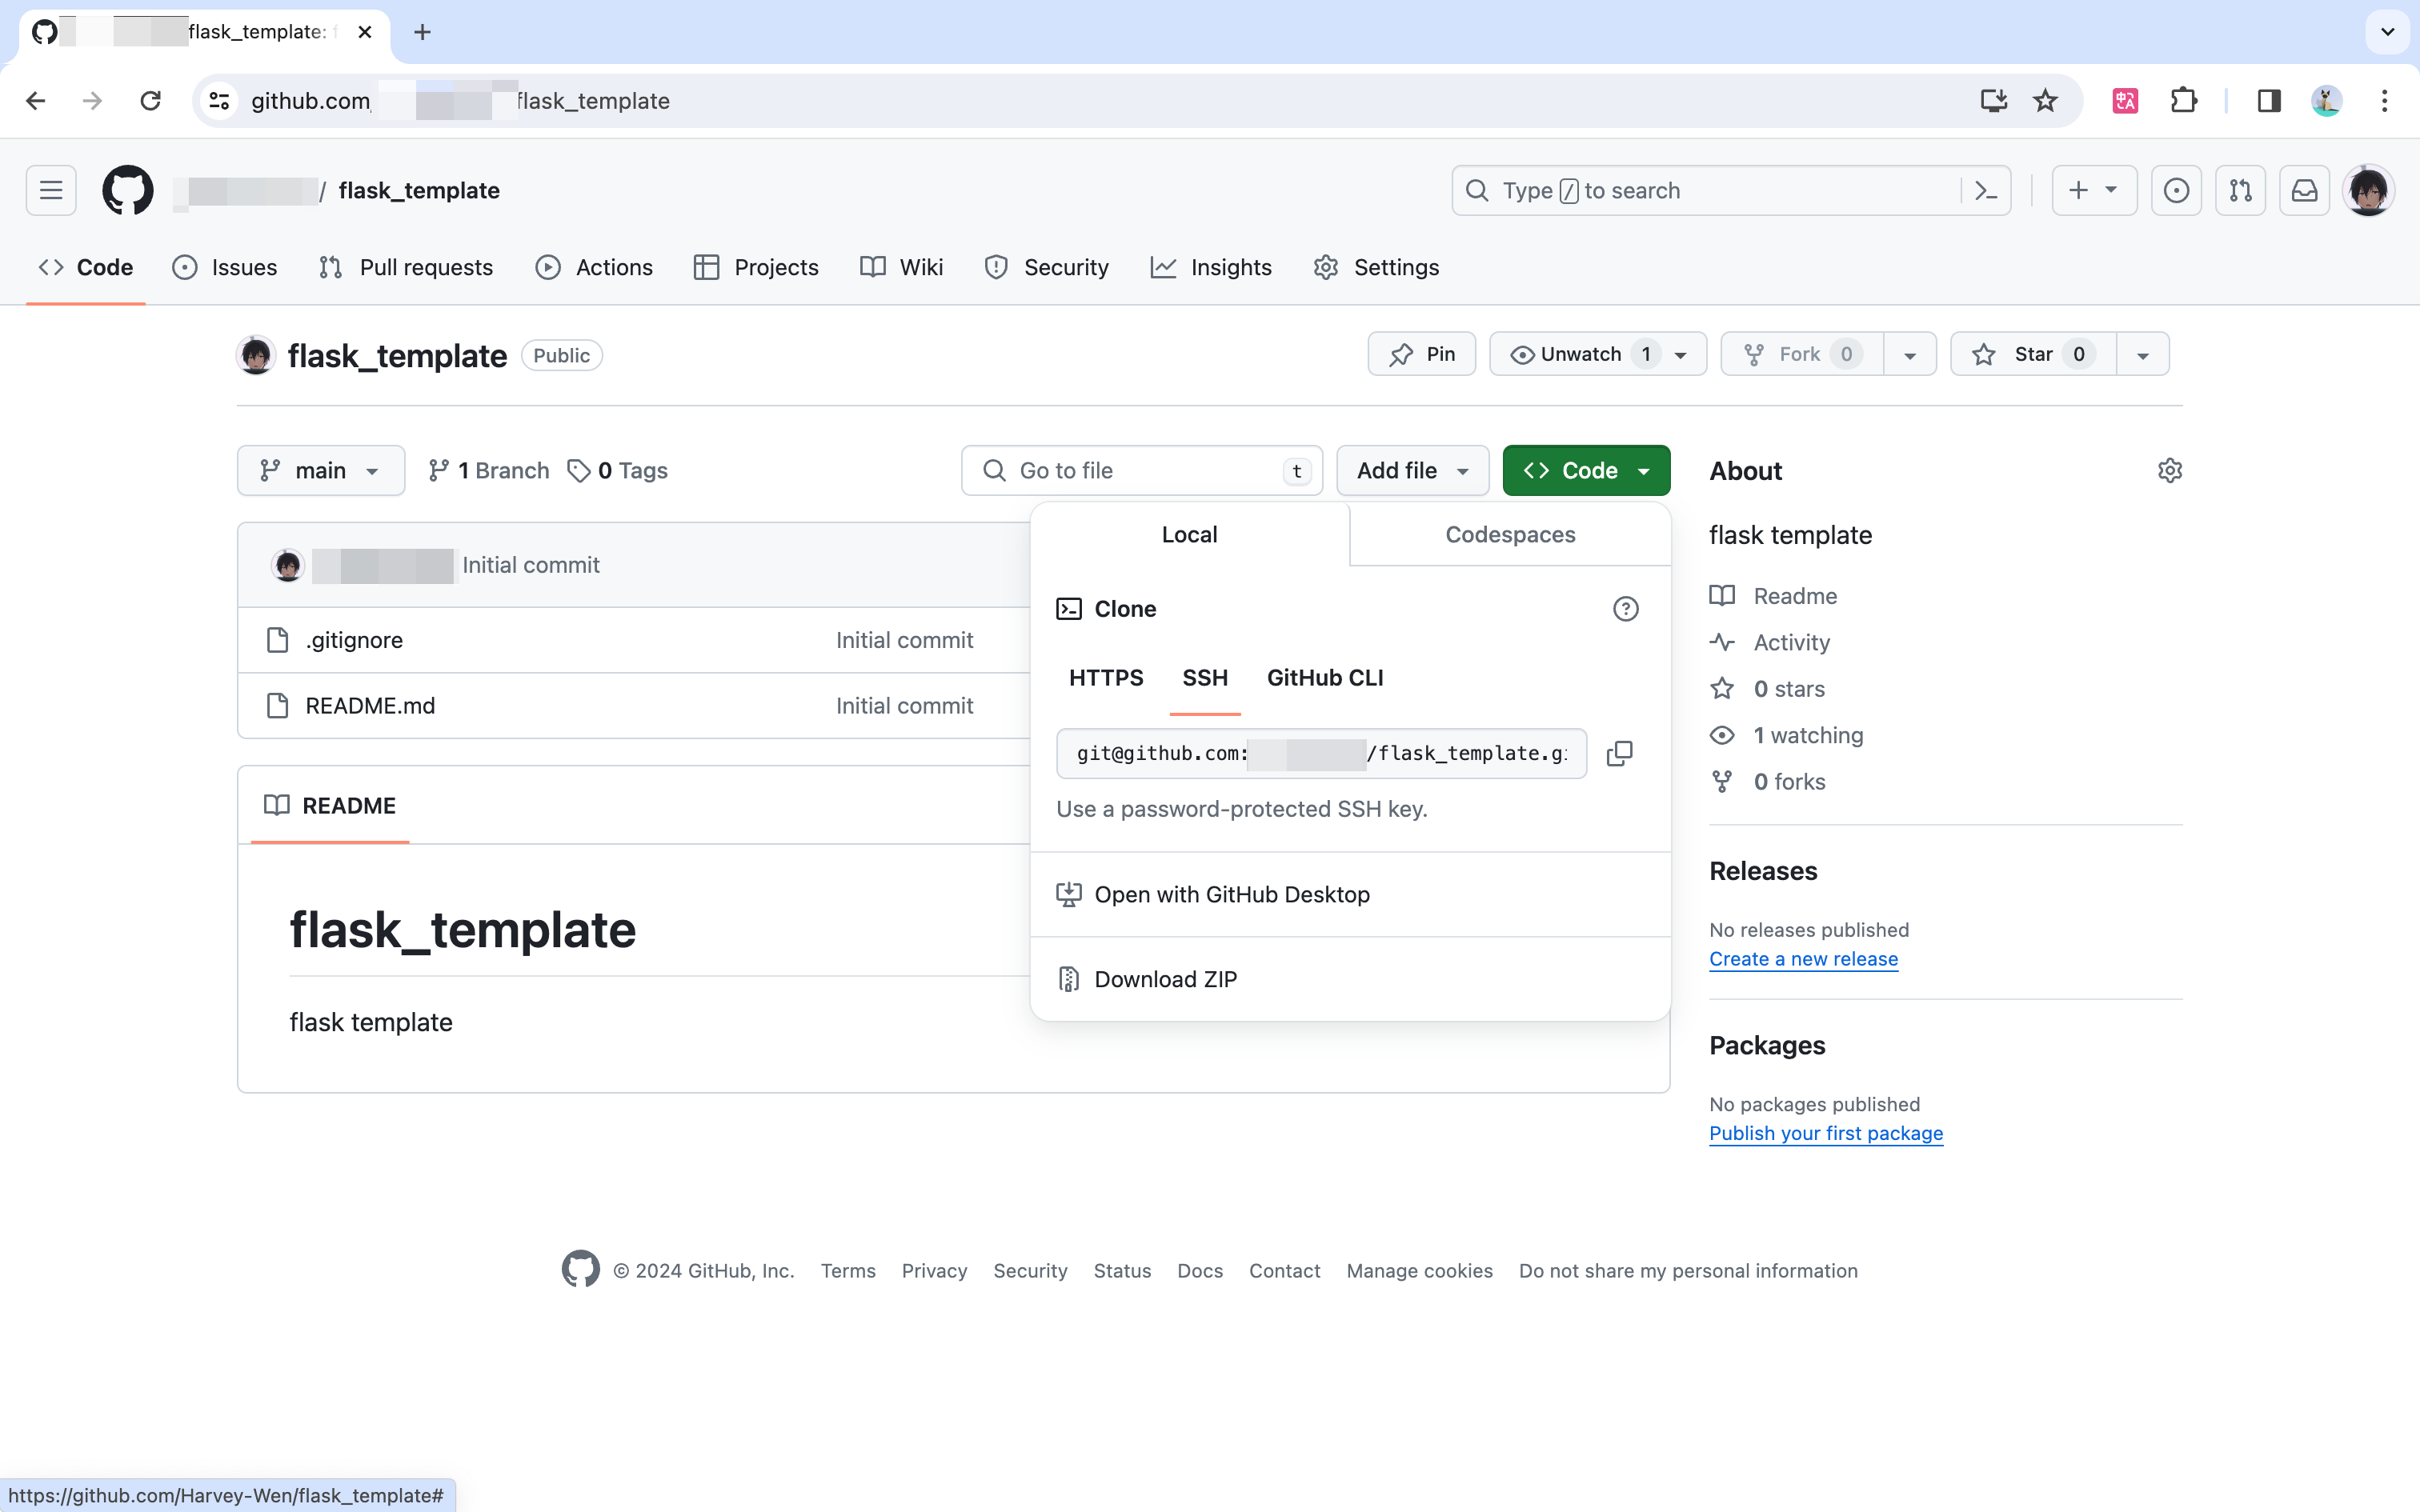 flask_template: f
github.com/ flask_template
/ flask_template
Type / to search
Code Issues Pull requests Actions Projects Wiki Security Insights Settings
flask_template Public
Pin Unwatch 1 Fork 0 Star 0
main 1 Branch 0 Tags Go to file t Add file Code
Initial commit
.gitignore Initial commit
README.md Initial commit
README
flask_template
flask template
Local Codespaces
Clone
HTTPS SSH GitHub CLI
git@github.com: /flask_template.gi
Use a password-protected SSH key.
Open with GitHub Desktop
Download ZIP
About
flask template
Readme
Activity
0 stars
1 watching
0 forks
Releases
No releases published
Create a new release
Packages
No packages published
Publish your first package
© 2024 GitHub, Inc. Terms Privacy Security Status Docs Contact Manage cookies Do not share my personal information
https://github.com/Harvey-Wen/flask_template#